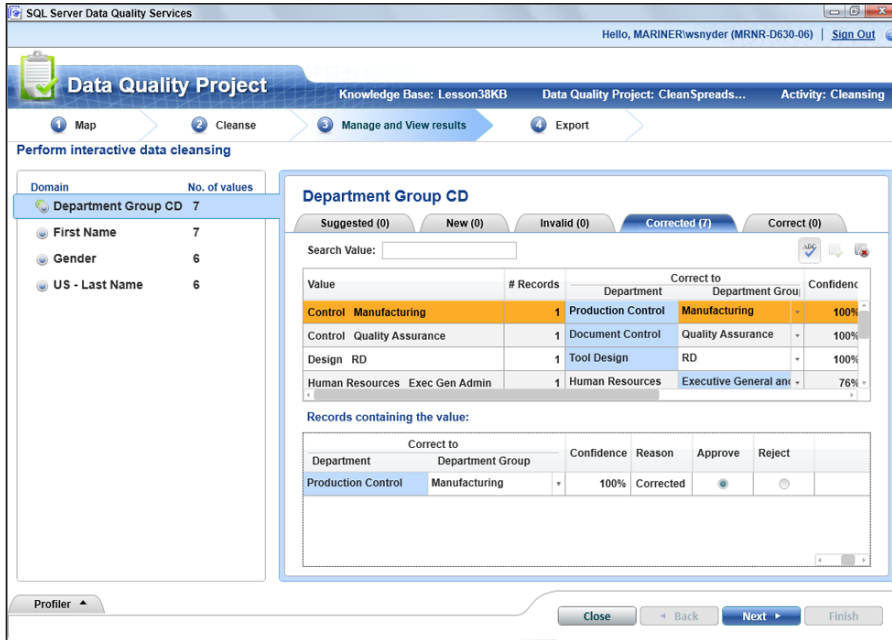 SQL Server Data Quality Services
Hello, MARINER\wsnyder (MRNR-D630-06) | Sign Out
Data Quality Project
Knowledge Base: Lesson38KB Data Quality Project: CleanSpreads... Activity: Cleansing
1 Map 2 Cleanse 3 Manage and View results 4 Export
Perform interactive data cleansing
Domain No. of values
Department Group CD 7
First Name 7
Gender 6
US - Last Name 6
Department Group CD
Suggested (0) New (0) Invalid (0) Corrected (7) Correct (0)
Search Value:
ABC
Value # Records Correct to Confidenc
Department Department Grou
Control Manufacturing 1 Production Control Manufacturing 100%
Control Quality Assurance 1 Document Control Quality Assurance 100%
Design RD 1 Tool Design RD 100%
Human Resources Exec Gen Admin 1 Human Resources Executive General an 76%
Records containing the value:
Correct to Confidence Reason Approve Reject
Department Department Group
Production Control Manufacturing 100% Corrected
Profiler
Close Back Next Finish